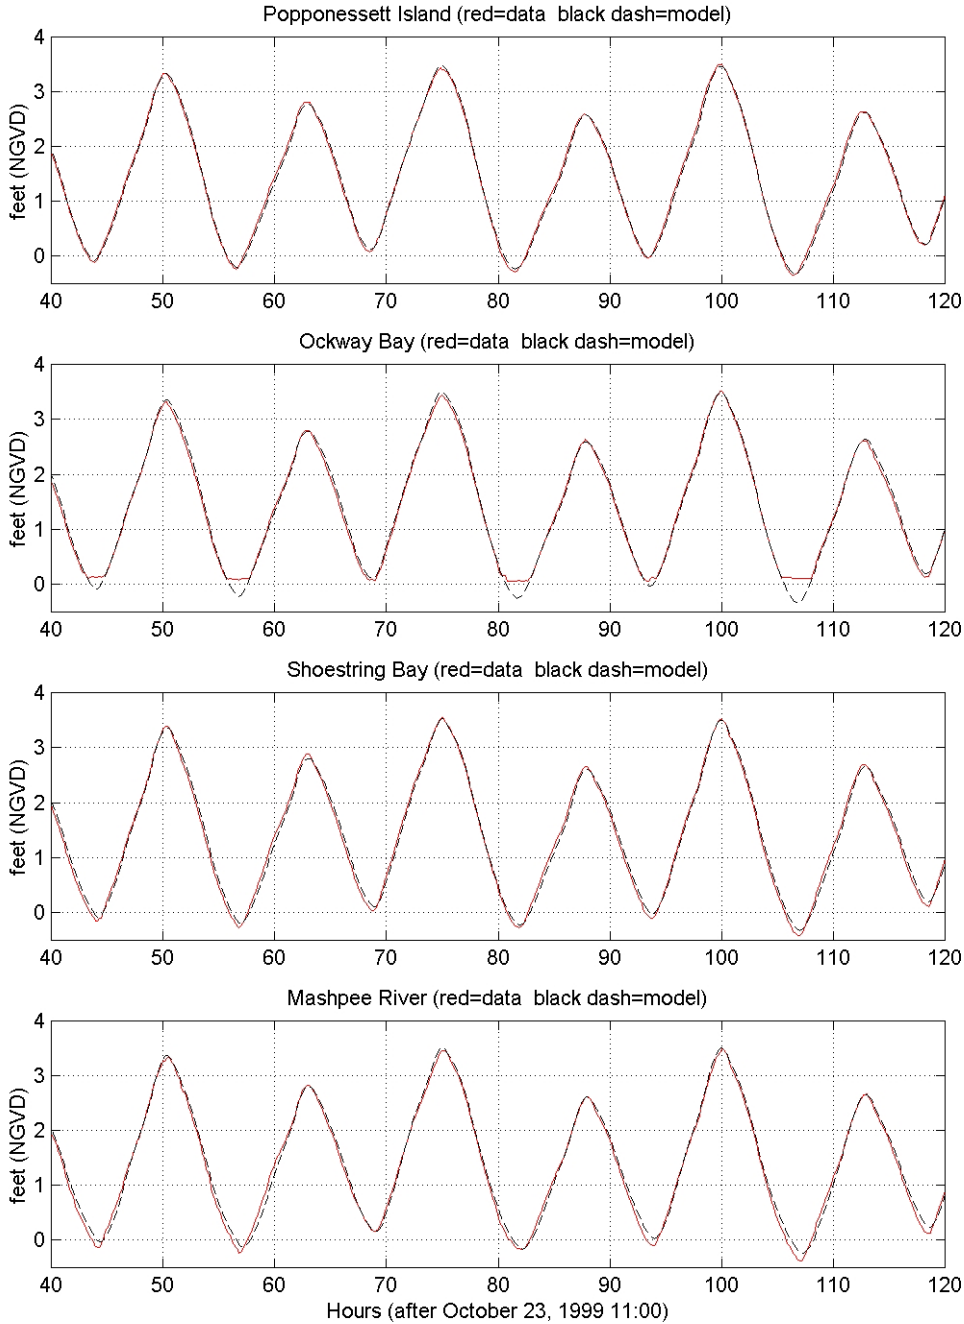 Popponessett Island (red=data  black dash=model)
4
3
2
1
0
feet (NGVD)
40 50 60 70 80 90 100 110 120
Ockway Bay (red=data  black dash=model)
4
3
2
1
0
feet (NGVD)
40 50 60 70 80 90 100 110 120
Shoestring Bay (red=data  black dash=model)
4
3
2
1
0
feet (NGVD)
40 50 60 70 80 90 100 110 120
Mashpee River (red=data  black dash=model)
4
3
2
1
0
feet (NGVD)
40 50 60 70 80 90 100 110 120
Hours (after October 23, 1999 11:00)